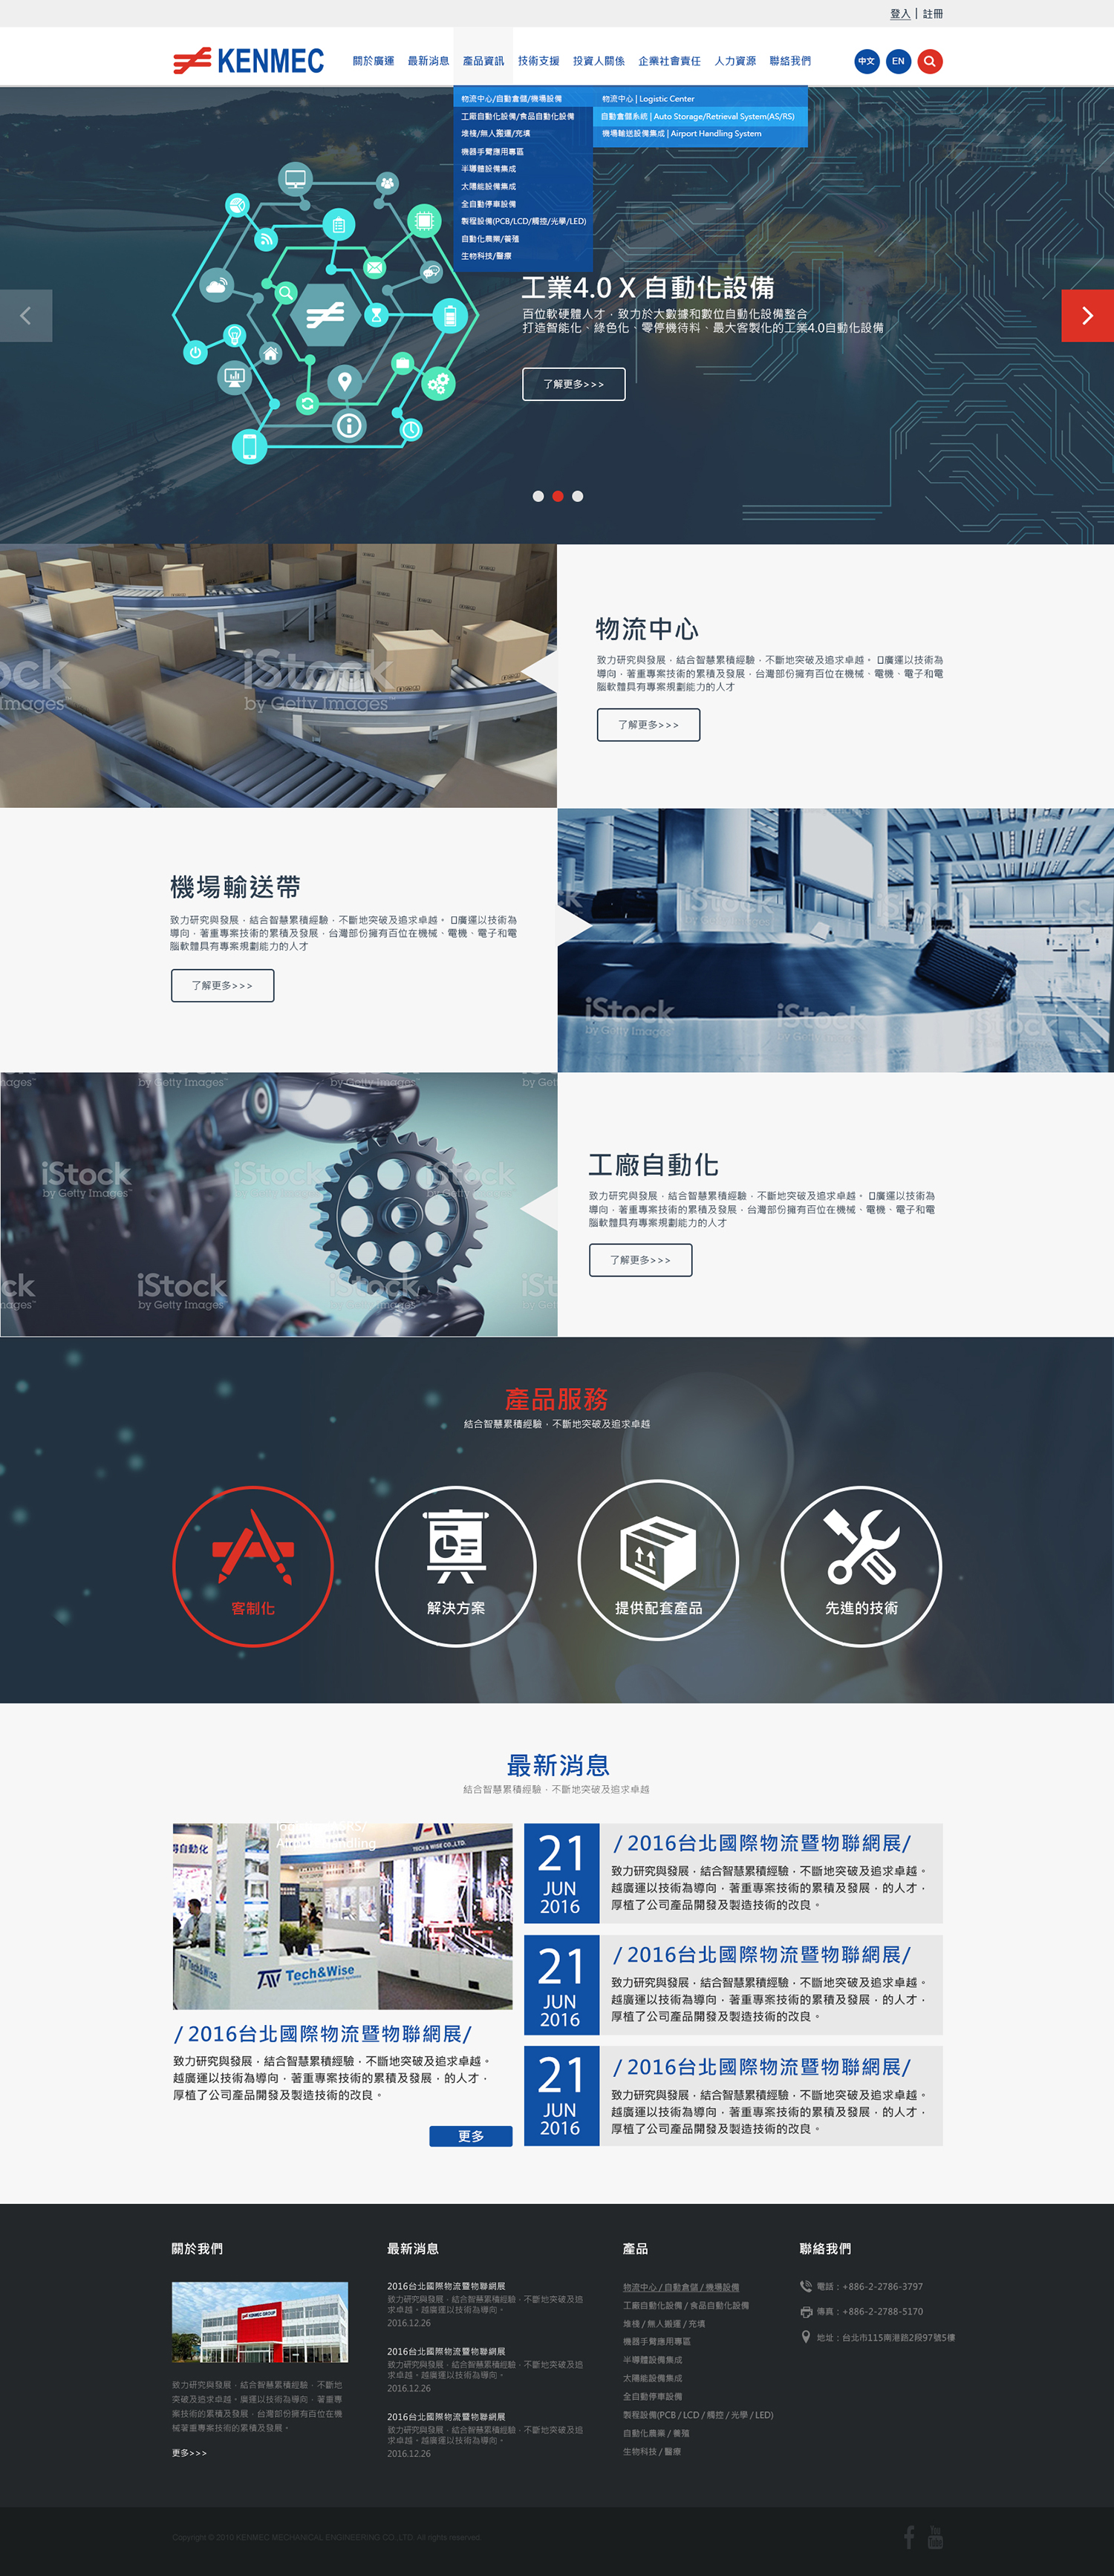 登入 | 註冊
KENMEC
關於廣運 最新消息 產品資訊 技術支援 投資人關係 企業社會責任 人力資源 聯絡我們
中文 EN
物流中心/自動倉儲/機場設備
工廠自動化設備/食品自動化設備
堆棧/無人搬運/充填
機器手臂應用專區
半導體設備集成
太陽能設備集成
全自動停車設備
製程設備(PCB/LCD/觸控/光學/LED)
自動化農業/養殖
生物科技/醫療
物流中心 | Logistic Center
自動倉儲系統 | Auto Storage/Retrieval System(AS/RS)
機場輸送設備集成 | Airport Handling System
工業4.0 X 自動化設備
百位軟硬體人才，致力於大數據和數位自動化設備整合
打造智能化、綠色化、零停機待料、最大客製化的工業4.0自動化設備
了解更多>>>
iStock
by Getty Images™
物流中心
致力研究與發展，結合智慧累積經驗，不斷地突破及追求卓越。 廣運以技術為
導向，著重專案技術的累積及發展，台灣部份擁有百位在機械、電機、電子和電
腦軟體具有專案規劃能力的人才
了解更多>>>
機場輸送帶
致力研究與發展，結合智慧累積經驗，不斷地突破及追求卓越。 廣運以技術為
導向，著重專案技術的累積及發展，台灣部份擁有百位在機械、電機、電子和電
腦軟體具有專案規劃能力的人才
了解更多>>>
iStock
by Getty Images™
iStock
by Getty Images™
工廠自動化
致力研究與發展，結合智慧累積經驗，不斷地突破及追求卓越。 廣運以技術為
導向，著重專案技術的累積及發展，台灣部份擁有百位在機械、電機、電子和電
腦軟體具有專案規劃能力的人才
了解更多>>>
產品服務
結合智慧累積經驗，不斷地突破及追求卓越
客制化
解決方案
提供配套產品
先進的技術
最新消息
結合智慧累積經驗，不斷地突破及追求卓越
TECH & WISE CO.,LTD.
Tech&Wise
Tech&Wise
/ 2016台北國際物流暨物聯網展/
致力研究與發展，結合智慧累積經驗，不斷地突破及追求卓越。
越廣運以技術為導向，著重專案技術的累積及發展，的人才，
厚植了公司產品開發及製造技術的改良。
更多
21
JUN
2016
/ 2016台北國際物流暨物聯網展/
致力研究與發展，結合智慧累積經驗，不斷地突破及追求卓越。
越廣運以技術為導向，著重專案技術的累積及發展，的人才，
厚植了公司產品開發及製造技術的改良。
21
JUN
2016
/ 2016台北國際物流暨物聯網展/
致力研究與發展，結合智慧累積經驗，不斷地突破及追求卓越。
越廣運以技術為導向，著重專案技術的累積及發展，的人才，
厚植了公司產品開發及製造技術的改良。
21
JUN
2016
/ 2016台北國際物流暨物聯網展/
致力研究與發展，結合智慧累積經驗，不斷地突破及追求卓越。
越廣運以技術為導向，著重專案技術的累積及發展，的人才，
厚植了公司產品開發及製造技術的改良。
關於我們
KENMEC GROUP
致力研究與發展，結合智慧累積經驗，不斷地
突破及追求卓越。廣運以技術為導向，著重專
案技術的累積及發展，台灣部份擁有百位在機
械著重專案技術的累積及發展。
更多>>>
最新消息
2016台北國際物流暨物聯網展
致力研究與發展，結合智慧累積經驗，不斷地突破及追
求卓越。越廣運以技術為導向。
2016.12.26
2016台北國際物流暨物聯網展
致力研究與發展，結合智慧累積經驗，不斷地突破及追
求卓越。越廣運以技術為導向。
2016.12.26
2016台北國際物流暨物聯網展
致力研究與發展，結合智慧累積經驗，不斷地突破及追
求卓越。越廣運以技術為導向。
2016.12.26
產品
物流中心 / 自動倉儲 / 機場設備
工廠自動化設備 / 食品自動化設備
堆棧 / 無人搬運 / 充填
機器手臂應用專區
半導體設備集成
太陽能設備集成
全自動停車設備
製程設備(PCB / LCD / 觸控 / 光學 / LED)
自動化農業 / 養殖
生物科技 / 醫療
聯絡我們
電話：+886-2-2786-3797
傳真：+886-2-2788-5170
地址：台北市115南港路2段97號5樓
Copyright © 2010 KENMEC MECHANICAL ENGINEERING CO.,LTD. All rights reserved